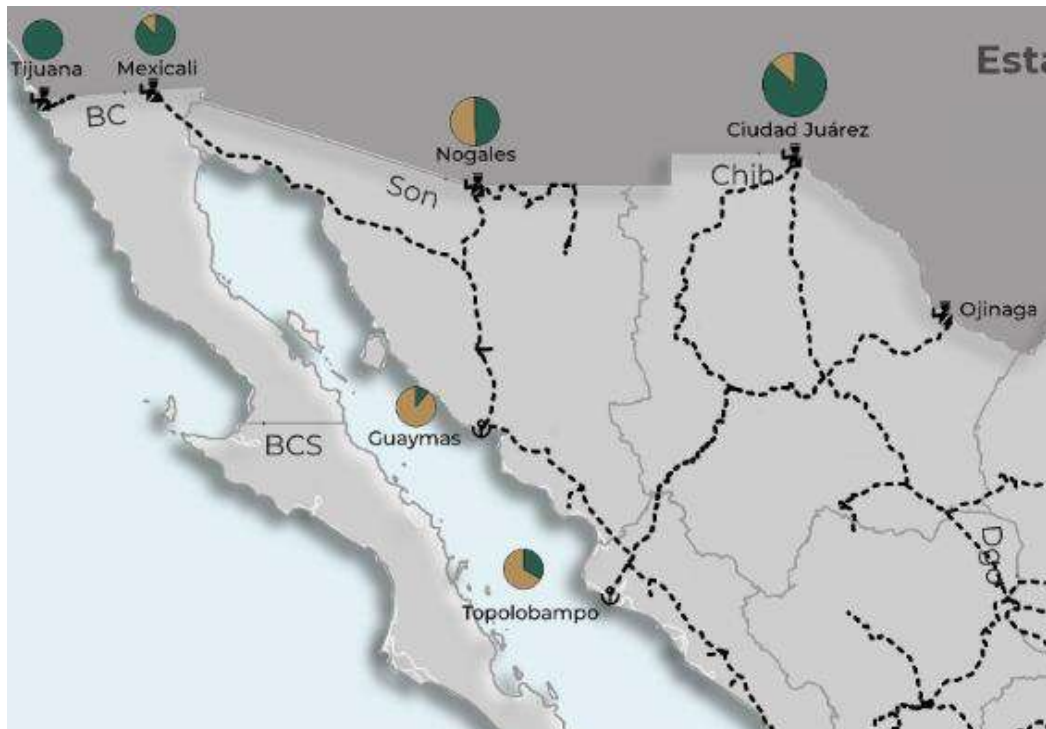 Esta
Tijuana
Mexicali
BC
Nogales
Ciudad Juárez
Son
Chih
Ojinaga
Guaymas
BCS
Dgo
Topolobampo